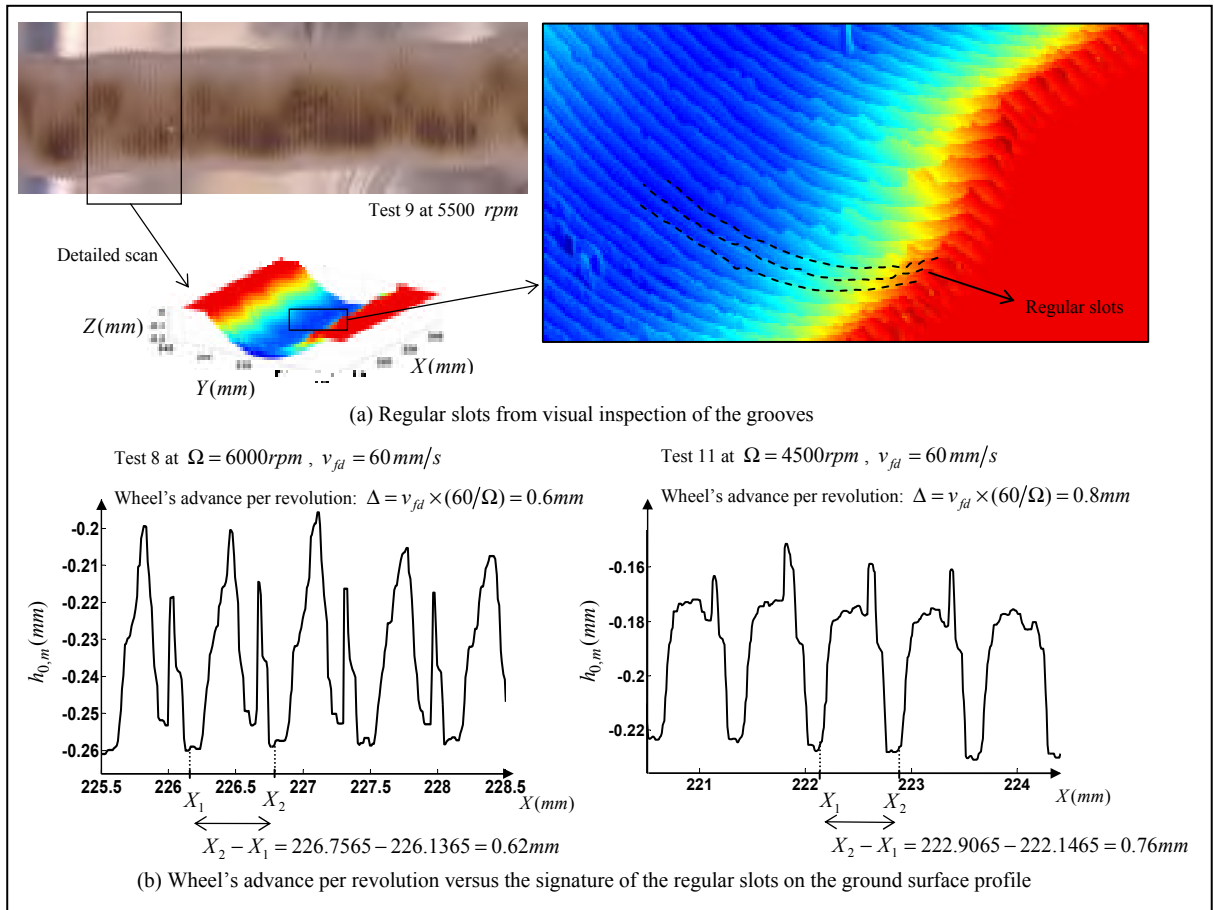 Test 9 at 5500 rpm
Detailed scan
Regular slots
Z(mm)
X(mm)
Y(mm)
(a) Regular slots from visual inspection of the grooves
Test 8 at Ω = 6000rpm , v_fd = 60 mm/s
Wheel's advance per revolution: Δ = v_fd × (60/Ω) = 0.6mm
-0.2
-0.21
-0.22
-0.23
-0.24
-0.25
-0.26
h_0,m (mm)
225.5 226 226.5 227 227.5 228 228.5
X(mm)
X_1 X_2
X_2 − X_1 = 226.7565 − 226.1365 = 0.62mm
Test 11 at Ω = 4500rpm , v_fd = 60 mm/s
Wheel's advance per revolution: Δ = v_fd × (60/Ω) = 0.8mm
-0.16
-0.18
-0.2
-0.22
h_0,m (mm)
221 222 223 224
X(mm)
X_1 X_2
X_2 − X_1 = 222.9065 − 222.1465 = 0.76mm
(b) Wheel's advance per revolution versus the signature of the regular slots on the ground surface profile